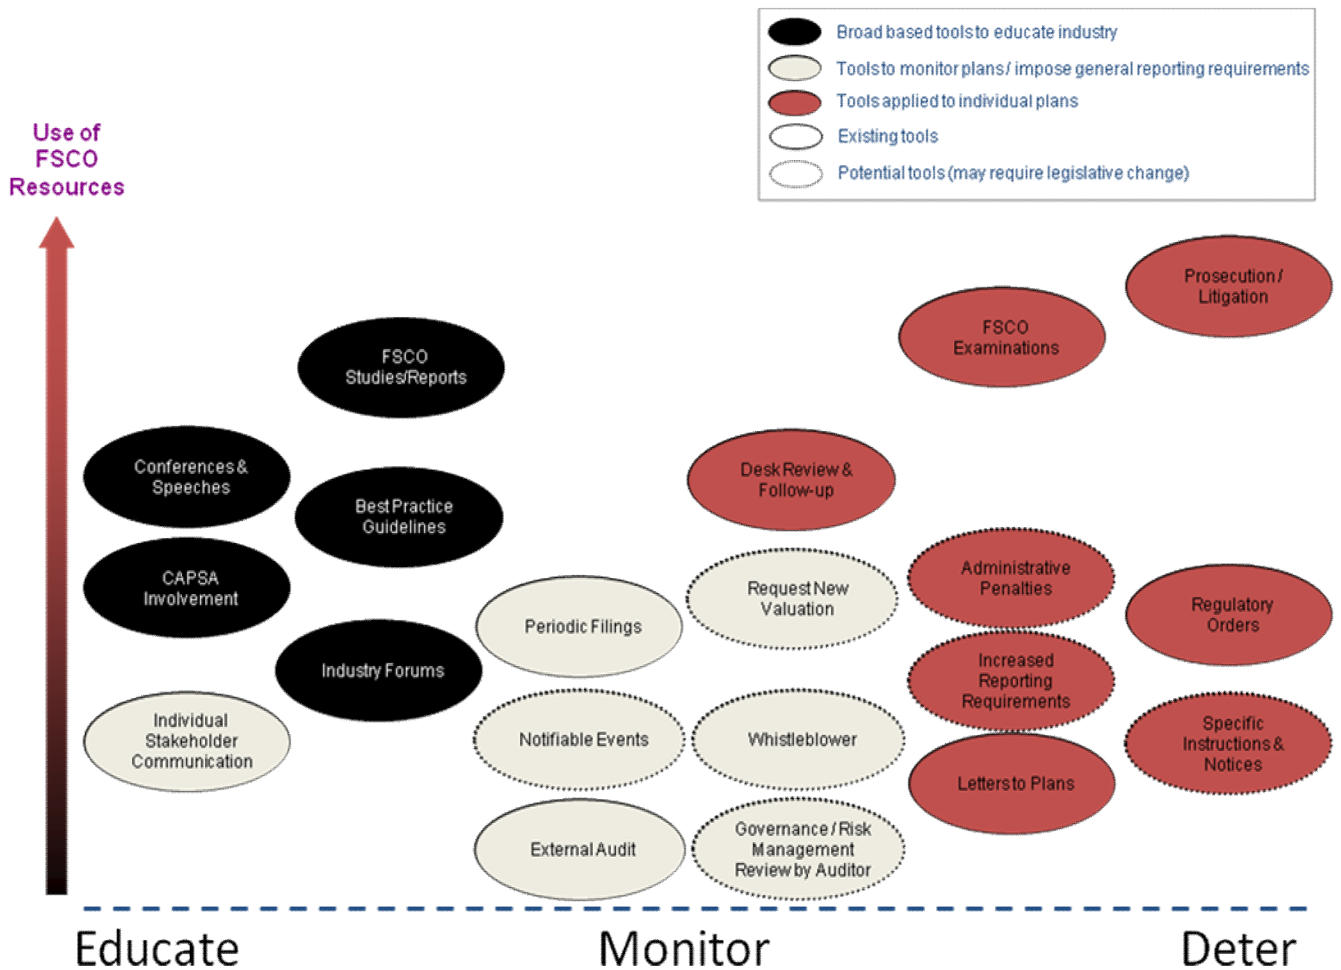 Broad based tools to educate industry
Tools to monitor plans / impose general reporting requirements
Tools applied to individual plans
Existing tools
Potential tools (may require legislative change)
Use of
FSCO
Resources
Prosecution /
Litigation
FSCO
Examinations
FSCO
Studies/Reports
Conferences &
Speeches
Desk Review &
Follow-up
Best Practice
Guidelines
CAPSA
Involvement
Request New
Valuation
Administrative
Penalties
Regulatory
Orders
Periodic Filings
Industry Forums
Increased
Reporting
Requirements
Individual
Stakeholder
Communication
Notifiable Events
Whistleblower
Specific
Instructions &
Notices
Letters to Plans
External Audit
Governance / Risk
Management
Review by Auditor
Educate
Monitor
Deter